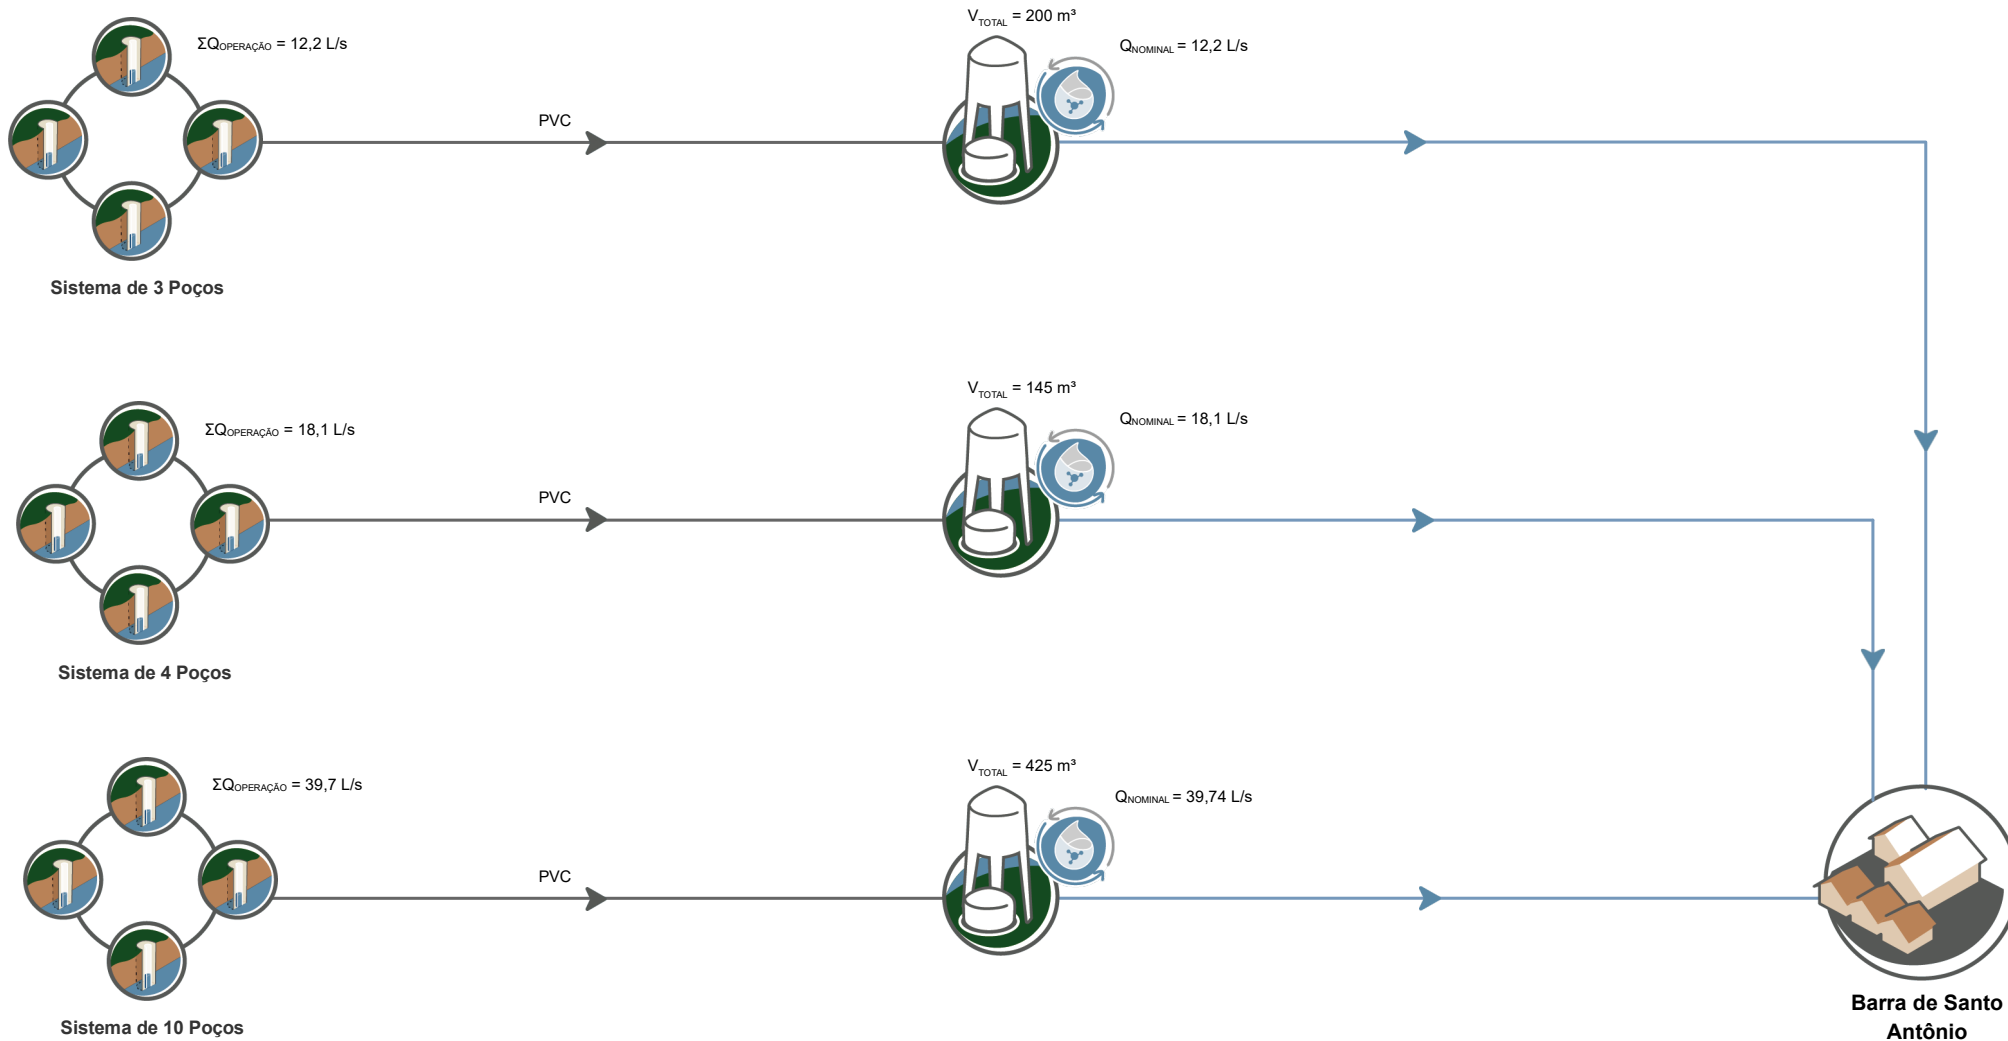 V_TOTAL = 200 m³
ΣQ_OPERAÇÃO = 12,2 L/s
Q_NOMINAL = 12,2 L/s
PVC
Sistema de 3 Poços
V_TOTAL = 145 m³
ΣQ_OPERAÇÃO = 18,1 L/s
Q_NOMINAL = 18,1 L/s
PVC
Sistema de 4 Poços
V_TOTAL = 425 m³
ΣQ_OPERAÇÃO = 39,7 L/s
Q_NOMINAL = 39,74 L/s
PVC
Sistema de 10 Poços
Barra de Santo
Antônio